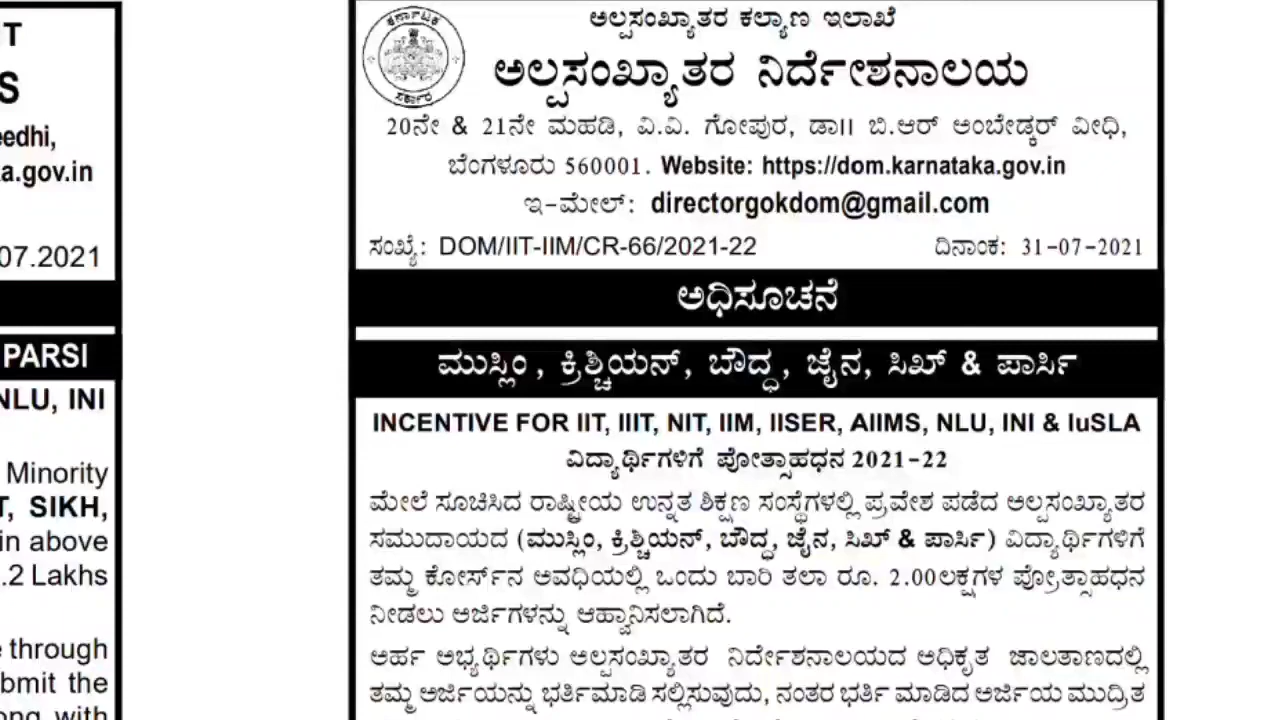 T
S
eedhi,
a.gov.in
07.2021
PARSI
NLU, INI
Minority
T, SIKH,
in above
.2 Lakhs
through
bmit the
ong with
ಕರ್ನಾಟಕ
ಸರ್ಕಾರ
ಅಲ್ಪಸಂಖ್ಯಾತರ ಕಲ್ಯಾಣ ಇಲಾಖೆ
ಅಲ್ಪಸಂಖ್ಯಾತರ ನಿರ್ದೇಶನಾಲಯ
20ನೇ & 21ನೇ ಮಹಡಿ, ವಿ.ವಿ. ಗೋಪುರ, ಡಾ।। ಬಿ.ಆರ್ ಅಂಬೇಡ್ಕರ್ ವೀಧಿ,
ಬೆಂಗಳೂರು 560001. Website: https://dom.karnataka.gov.in
ಇ-ಮೇಲ್: directorgokdom@gmail.com
ಸಂಖ್ಯೆ: DOM/IIT-IIM/CR-66/2021-22 ದಿನಾಂಕ: 31-07-2021
ಅಧಿಸೂಚನೆ
ಮುಸ್ಲಿಂ, ಕ್ರಿಶ್ಚಿಯನ್, ಬೌದ್ಧ, ಜೈನ, ಸಿಖ್ & ಪಾರ್ಸಿ
INCENTIVE FOR IIT, IIIT, NIT, IIM, IISER, AIIMS, NLU, INI & IuSLA
ವಿದ್ಯಾರ್ಥಿಗಳಿಗೆ ಪೋತ್ಸಾಹಧನ 2021-22
ಮೇಲೆ ಸೂಚಿಸಿದ ರಾಷ್ಟ್ರೀಯ ಉನ್ನತ ಶಿಕ್ಷಣ ಸಂಸ್ಥೆಗಳಲ್ಲಿ ಪ್ರವೇಶ ಪಡೆದ ಅಲ್ಪಸಂಖ್ಯಾತರ
ಸಮುದಾಯದ (ಮುಸ್ಲಿಂ, ಕ್ರಿಶ್ಚಿಯನ್, ಬೌದ್ಧ, ಜೈನ, ಸಿಖ್ & ಪಾರ್ಸಿ) ವಿದ್ಯಾರ್ಥಿಗಳಿಗೆ
ತಮ್ಮ ಕೋರ್ಸ್‌ನ ಅವಧಿಯಲ್ಲಿ ಒಂದು ಬಾರಿ ತಲಾ ರೂ. 2.00ಲಕ್ಷಗಳ ಪ್ರೋತ್ಸಾಹಧನ
ನೀಡಲು ಅರ್ಜಿಗಳನ್ನು ಆಹ್ವಾನಿಸಲಾಗಿದೆ.
ಅರ್ಹ ಅಭ್ಯರ್ಥಿಗಳು ಅಲ್ಪಸಂಖ್ಯಾತರ ನಿರ್ದೇಶನಾಲಯದ ಅಧಿಕೃತ ಜಾಲತಾಣದಲ್ಲಿ
ತಮ್ಮ ಅರ್ಜಿಯನ್ನು ಭರ್ತಿಮಾಡಿ ಸಲ್ಲಿಸುವುದು, ನಂತರ ಭರ್ತಿ ಮಾಡಿದ ಅರ್ಜಿಯ ಮುದ್ರಿತ